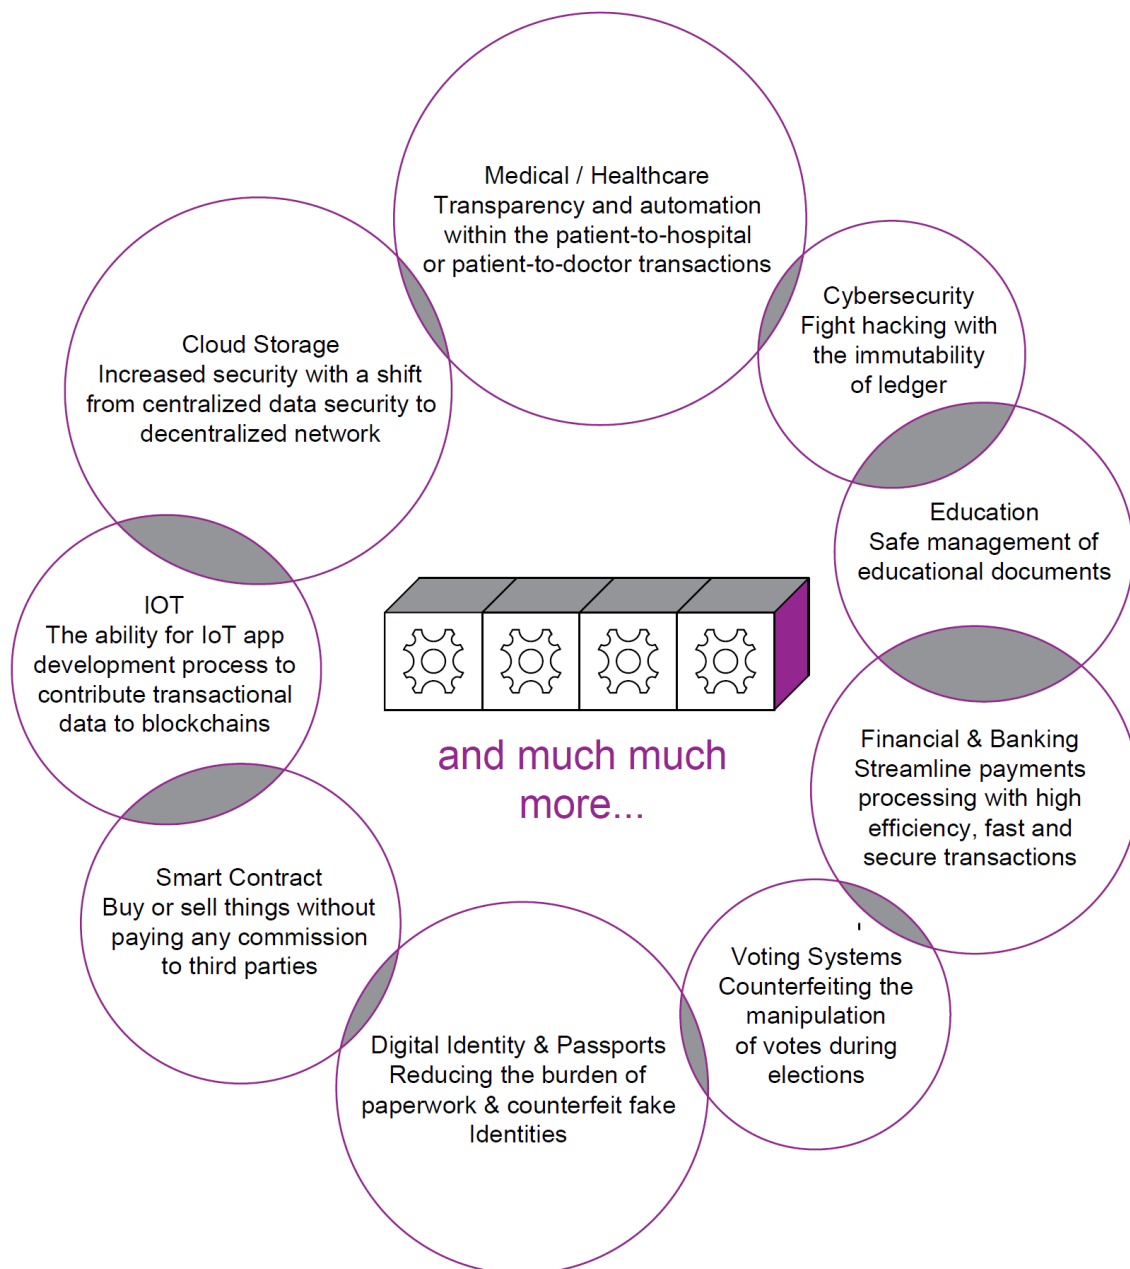 Medical / Healthcare
Transparency and automation
within the patient-to-hospital
or patient-to-doctor transactions
Cybersecurity
Fight hacking with
the immutability
of ledger
Education
Safe management of
educational documents
Financial & Banking
Streamline payments
processing with high
efficiency, fast and
secure transactions
Voting Systems
Counterfeiting the
manipulation
of votes during
elections
Digital Identity & Passports
Reducing the burden of
paperwork & counterfeit fake
Identities
Smart Contract
Buy or sell things without
paying any commission
to third parties
IOT
The ability for IoT app
development process to
contribute transactional
data to blockchains
Cloud Storage
Increased security with a shift
from centralized data security to
decentralized network
and much much
more...